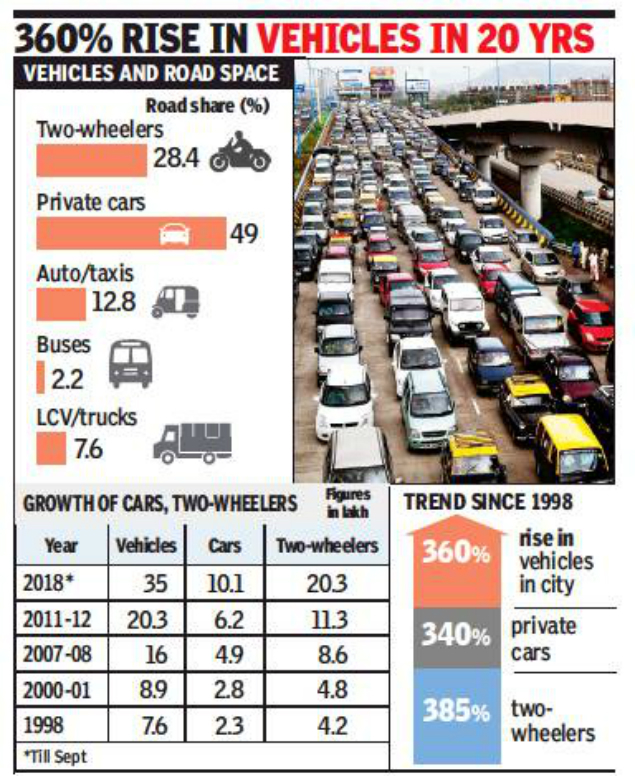 360% RISE IN VEHICLES IN 20 YRS
VEHICLES AND ROAD SPACE
Road share (%)
Two-wheelers
28.4
Private cars
49
Auto/taxis
12.8
Buses
2.2
LCV/trucks
7.6
GROWTH OF CARS, TWO-WHEELERS
Figures
in lakh
Year Vehicles Cars Two-wheelers
2018* 35 10.1 20.3
2011-12 20.3 6.2 11.3
2007-08 16 4.9 8.6
2000-01 8.9 2.8 4.8
1998 7.6 2.3 4.2
*Till Sept
TREND SINCE 1998
360% rise in
vehicles
in city
340% private
cars
385% two-
wheelers